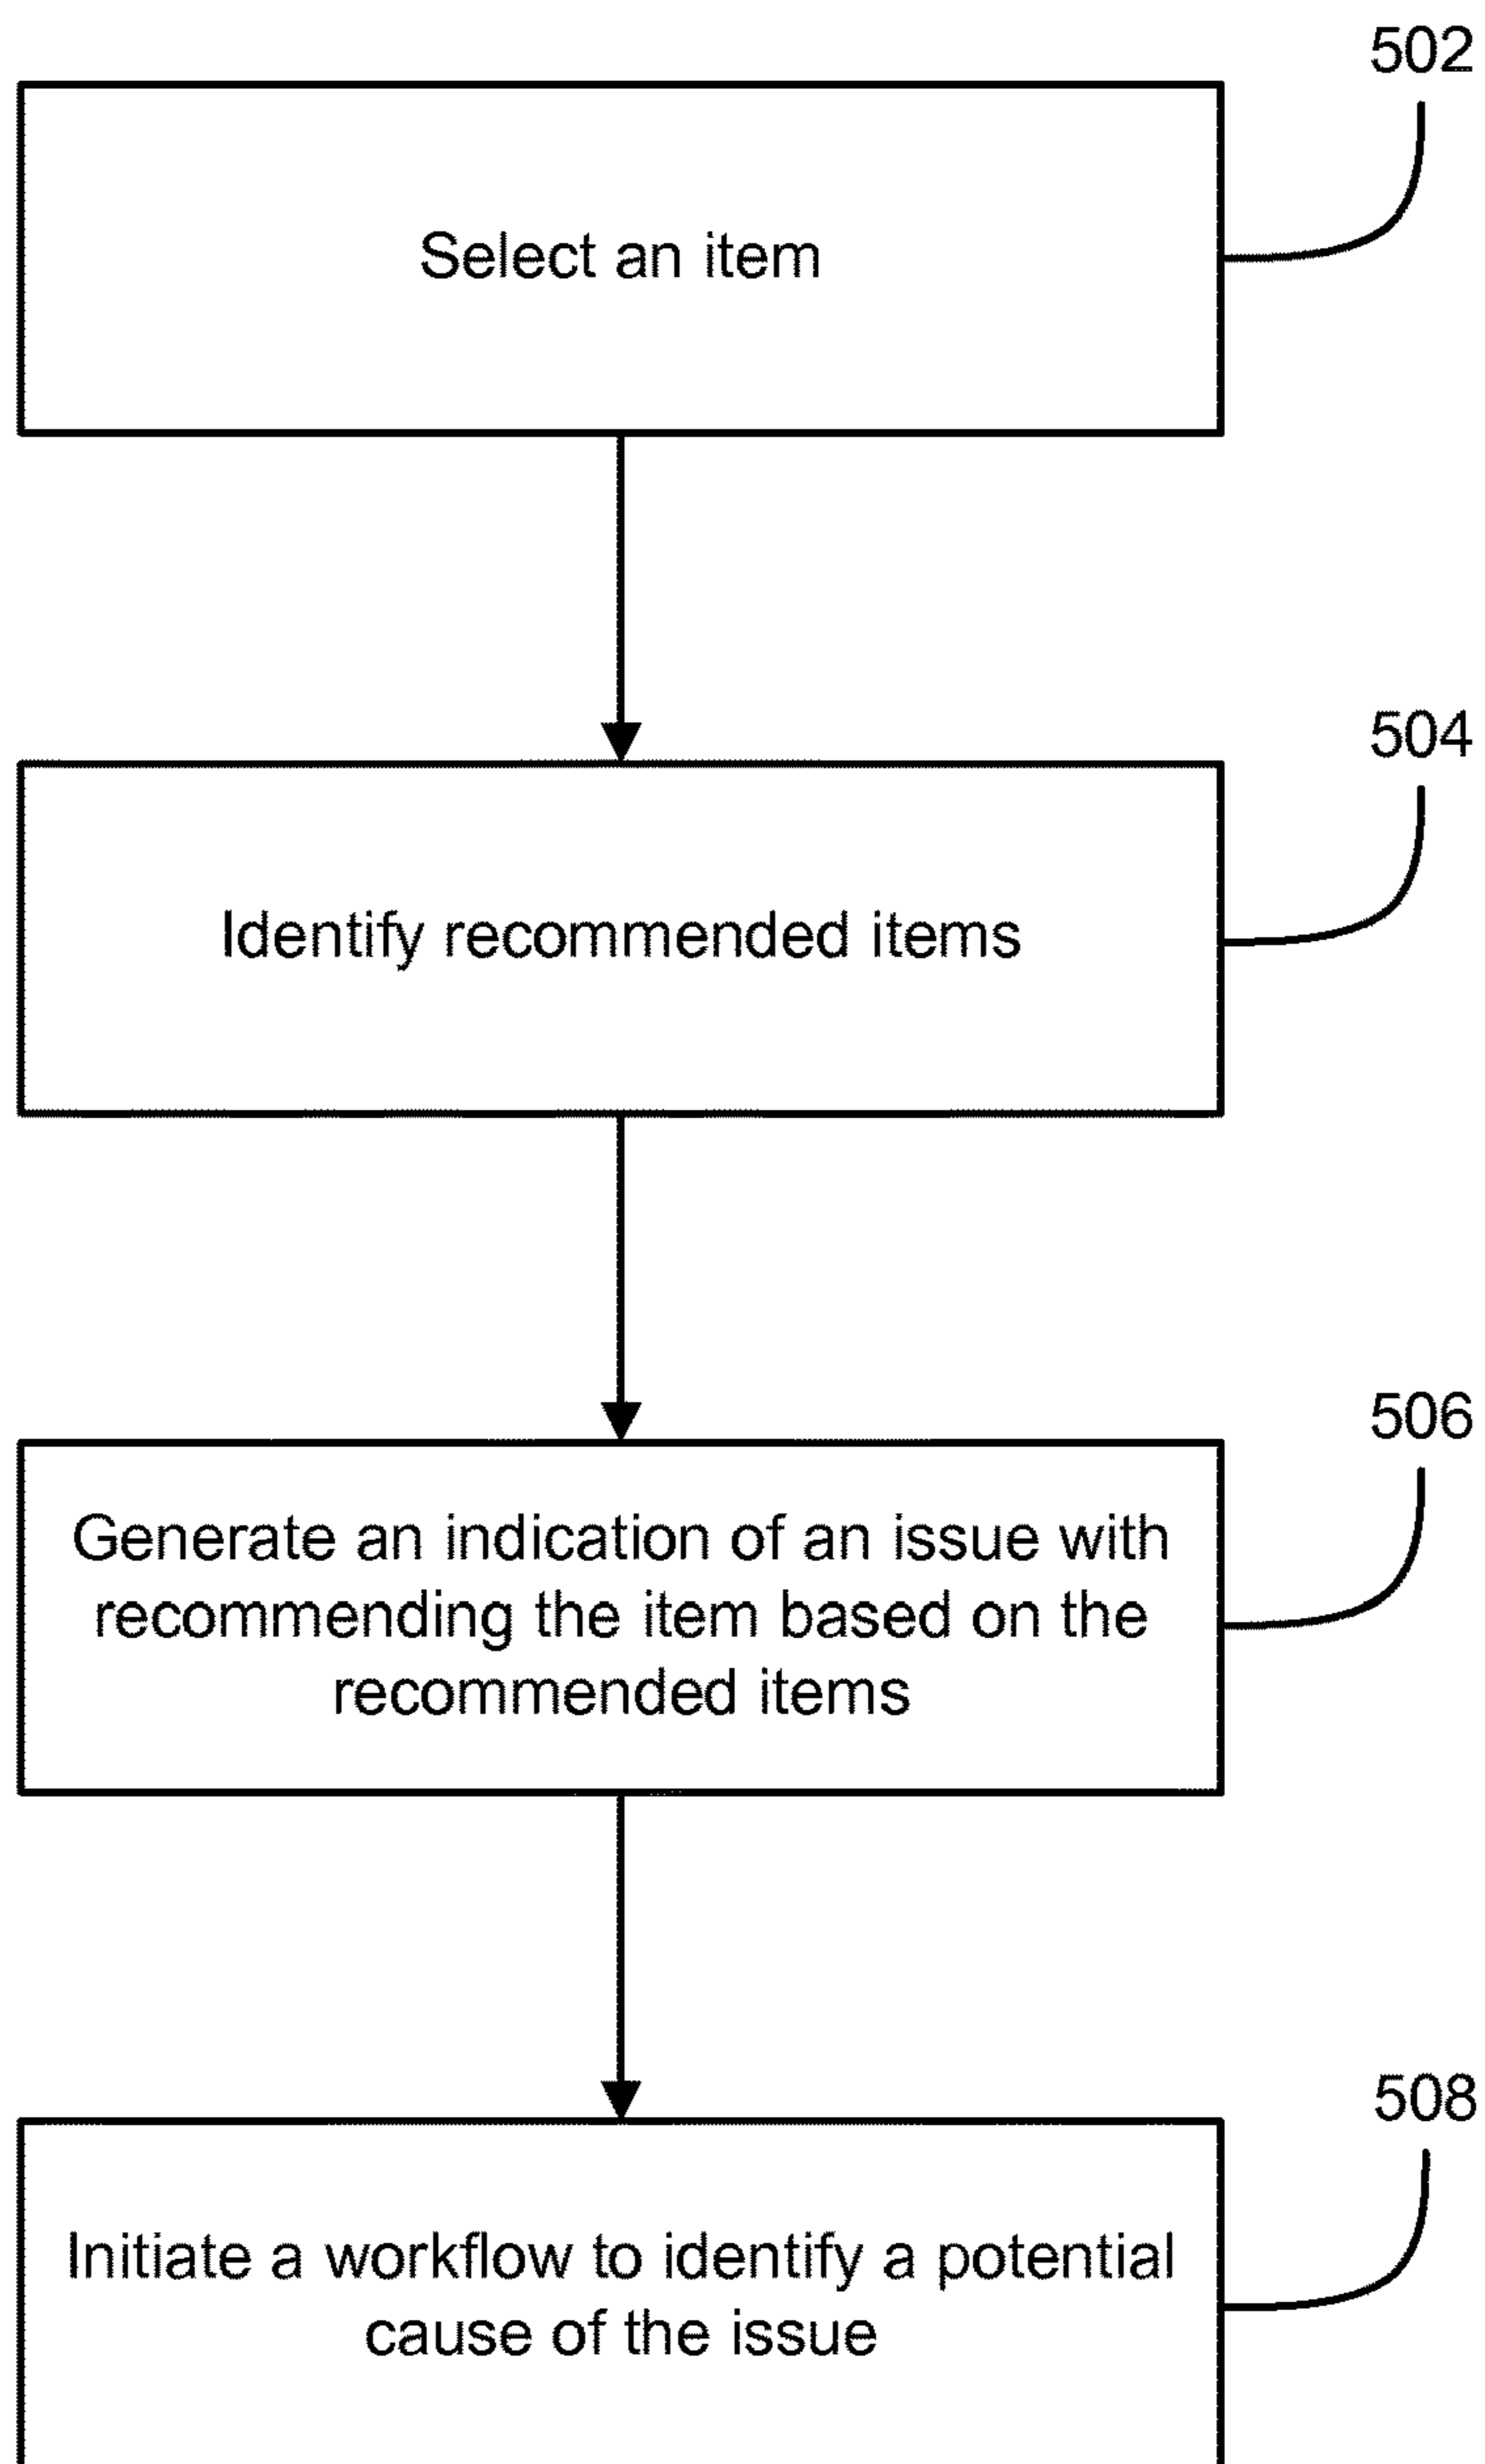 502
Select an item
504
Identify recommended items
506
Generate an indication of an issue with
recommending the item based on the
recommended items
508
Initiate a workflow to identify a potential
cause of the issue